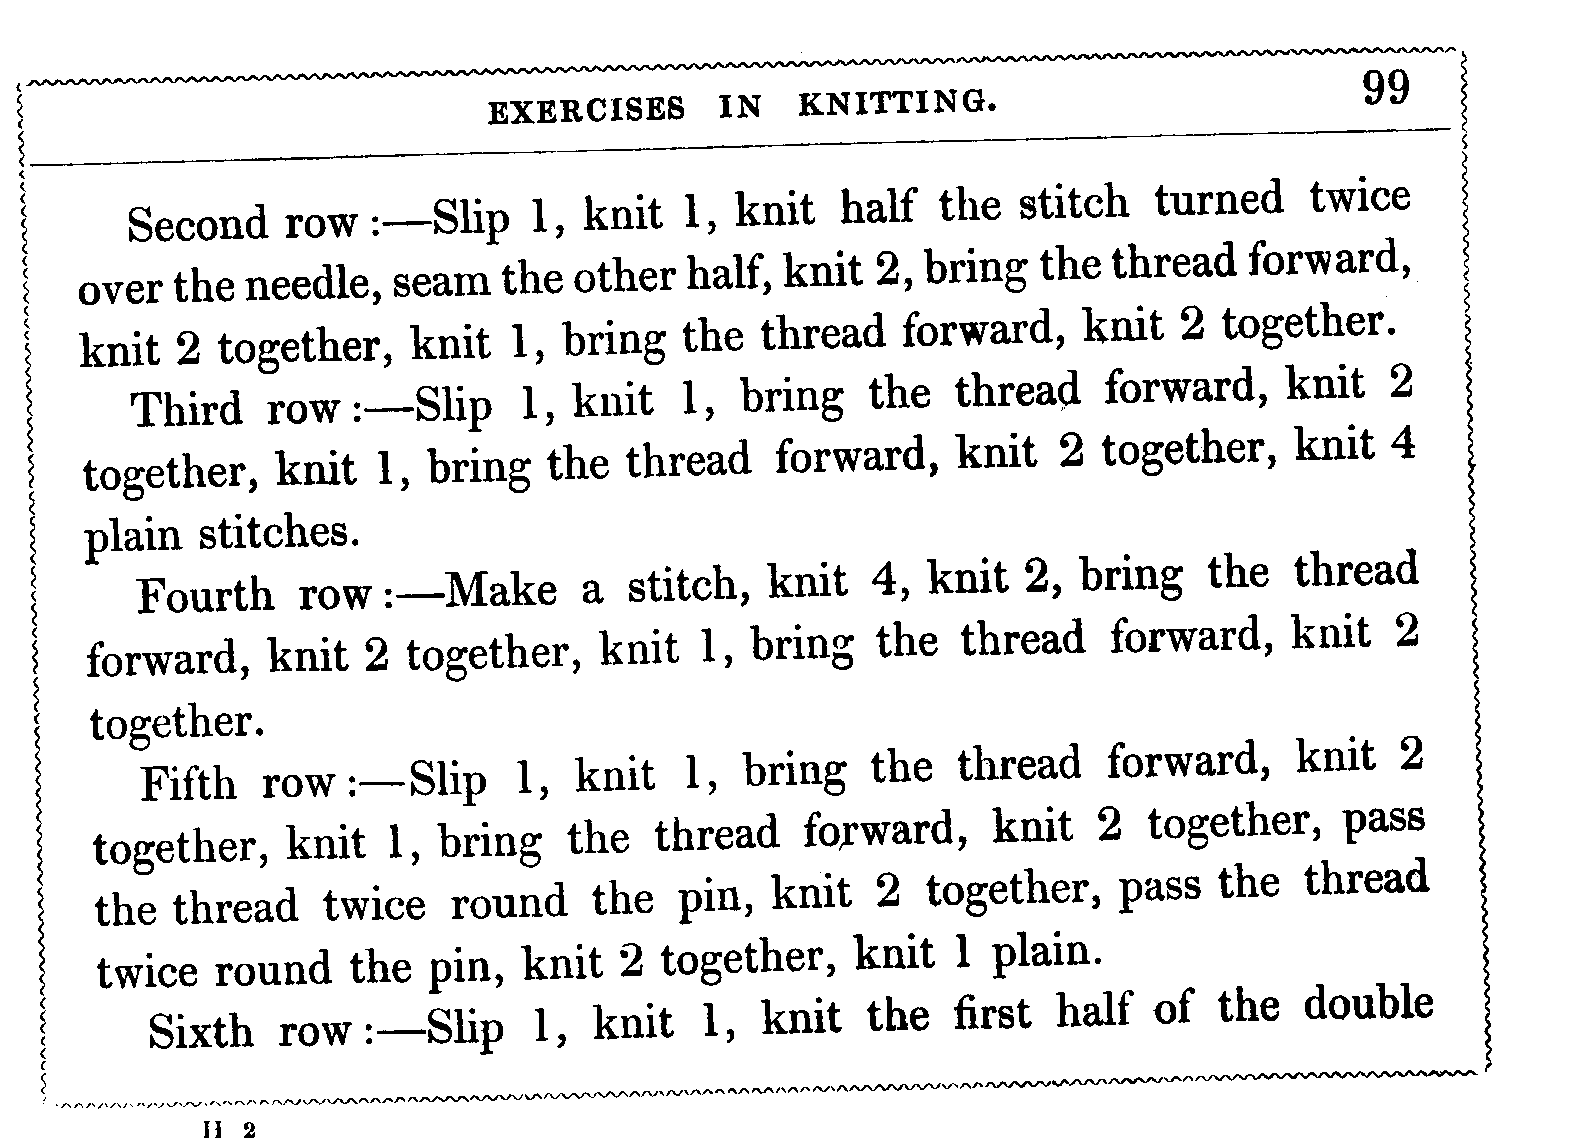 EXERCISES IN KNITTING. 99
Second row :—Slip 1, knit 1, knit half the stitch turned twice
over the needle, seam the other half, knit 2, bring the thread forward,
knit 2 together, knit 1, bring the thread forward, knit 2 together.
Third row :—Slip 1, knit 1, bring the thread forward, knit 2
together, knit 1, bring the thread forward, knit 2 together, knit 4
plain stitches.
Fourth row :—Make a stitch, knit 4, knit 2, bring the thread
forward, knit 2 together, knit 1, bring the thread forward, knit 2
together.
Fifth row :—Slip 1, knit 1, bring the thread forward, knit 2
together, knit 1, bring the thread forward, knit 2 together, pass
the thread twice round the pin, knit 2 together, pass the thread
twice round the pin, knit 2 together, knit 1 plain.
Sixth row :—Slip 1, knit 1, knit the first half of the double
H 2